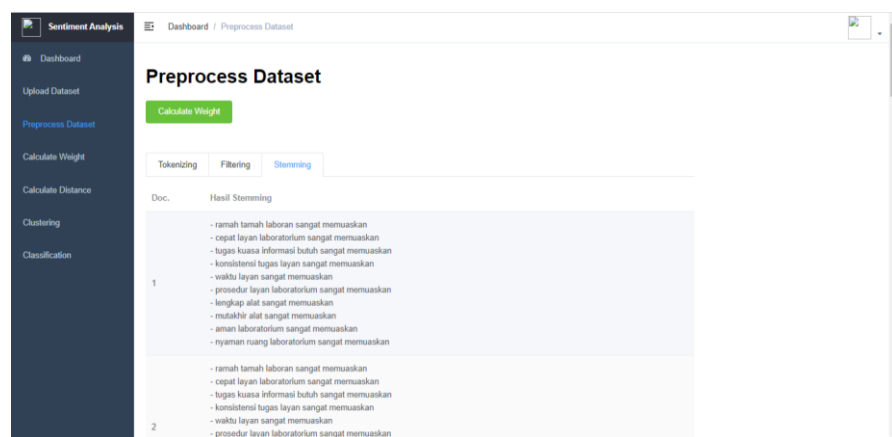 Sentiment Analysis
Dashboard / Preprocess Dataset
Dashboard
Upload Dataset
Preprocess Dataset
Calculate Weight
Calculate Distance
Clustering
Classification
Preprocess Dataset
Calculate Weight
Tokenizing Filtering Stemming
Doc. Hasil Stemming
1
- ramah tamah laboran sangat memuaskan
- cepat layan laboratorium sangat memuaskan
- tugas kuasa informasi butuh sangat memuaskan
- konsistensi tugas layan sangat memuaskan
- waktu layan sangat memuaskan
- prosedur layan laboratorium sangat memuaskan
- lengkap alat sangat memuaskan
- mutakhir alat sangat memuaskan
- aman laboratorium sangat memuaskan
- nyaman ruang laboratorium sangat memuaskan
2
- ramah tamah laboran sangat memuaskan
- cepat layan laboratorium sangat memuaskan
- tugas kuasa informasi butuh sangat memuaskan
- konsistensi tugas layan sangat memuaskan
- waktu layan sangat memuaskan
- prosedur layan laboratorium sangat memuaskan